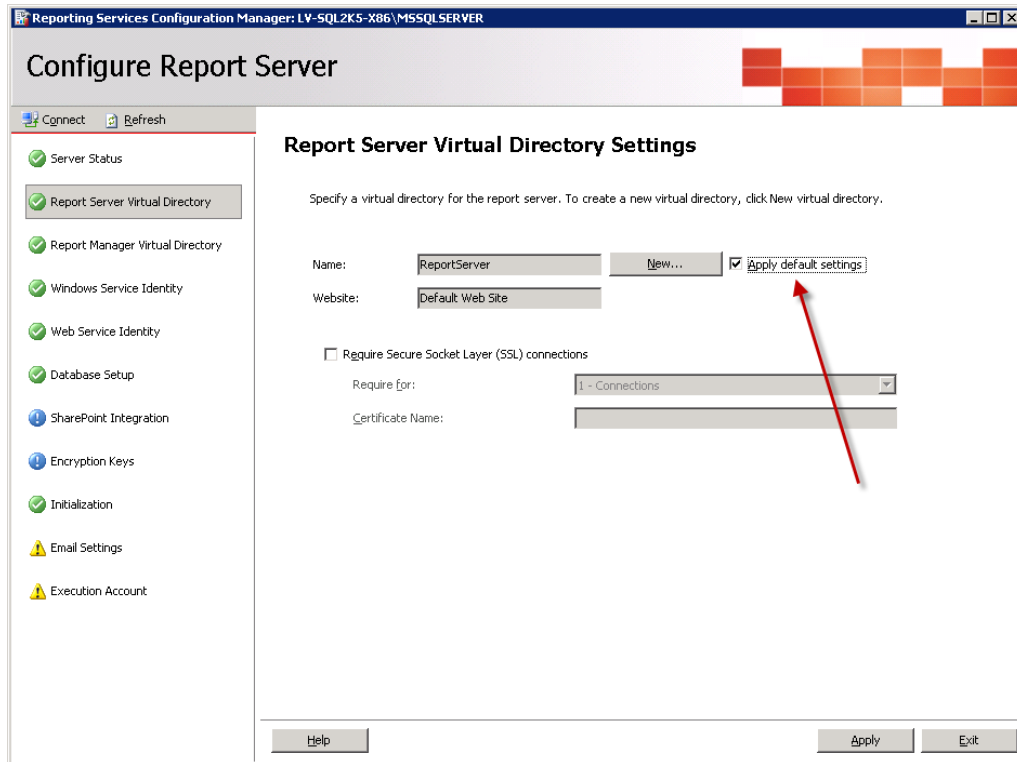 Reporting Services Configuration Manager: LV-SQL2K5-X86\MSSQLSERVER
Configure Report Server
Connect Refresh
Server Status
Report Server Virtual Directory
Report Manager Virtual Directory
Windows Service Identity
Web Service Identity
Database Setup
SharePoint Integration
Encryption Keys
Initialization
Email Settings
Execution Account
Report Server Virtual Directory Settings
Specify a virtual directory for the report server. To create a new virtual directory, click New virtual directory.
Name: ReportServer New... Apply default settings
Website: Default Web Site
Require Secure Socket Layer (SSL) connections
Require for: 1 - Connections
Certificate Name:
Help Apply Exit